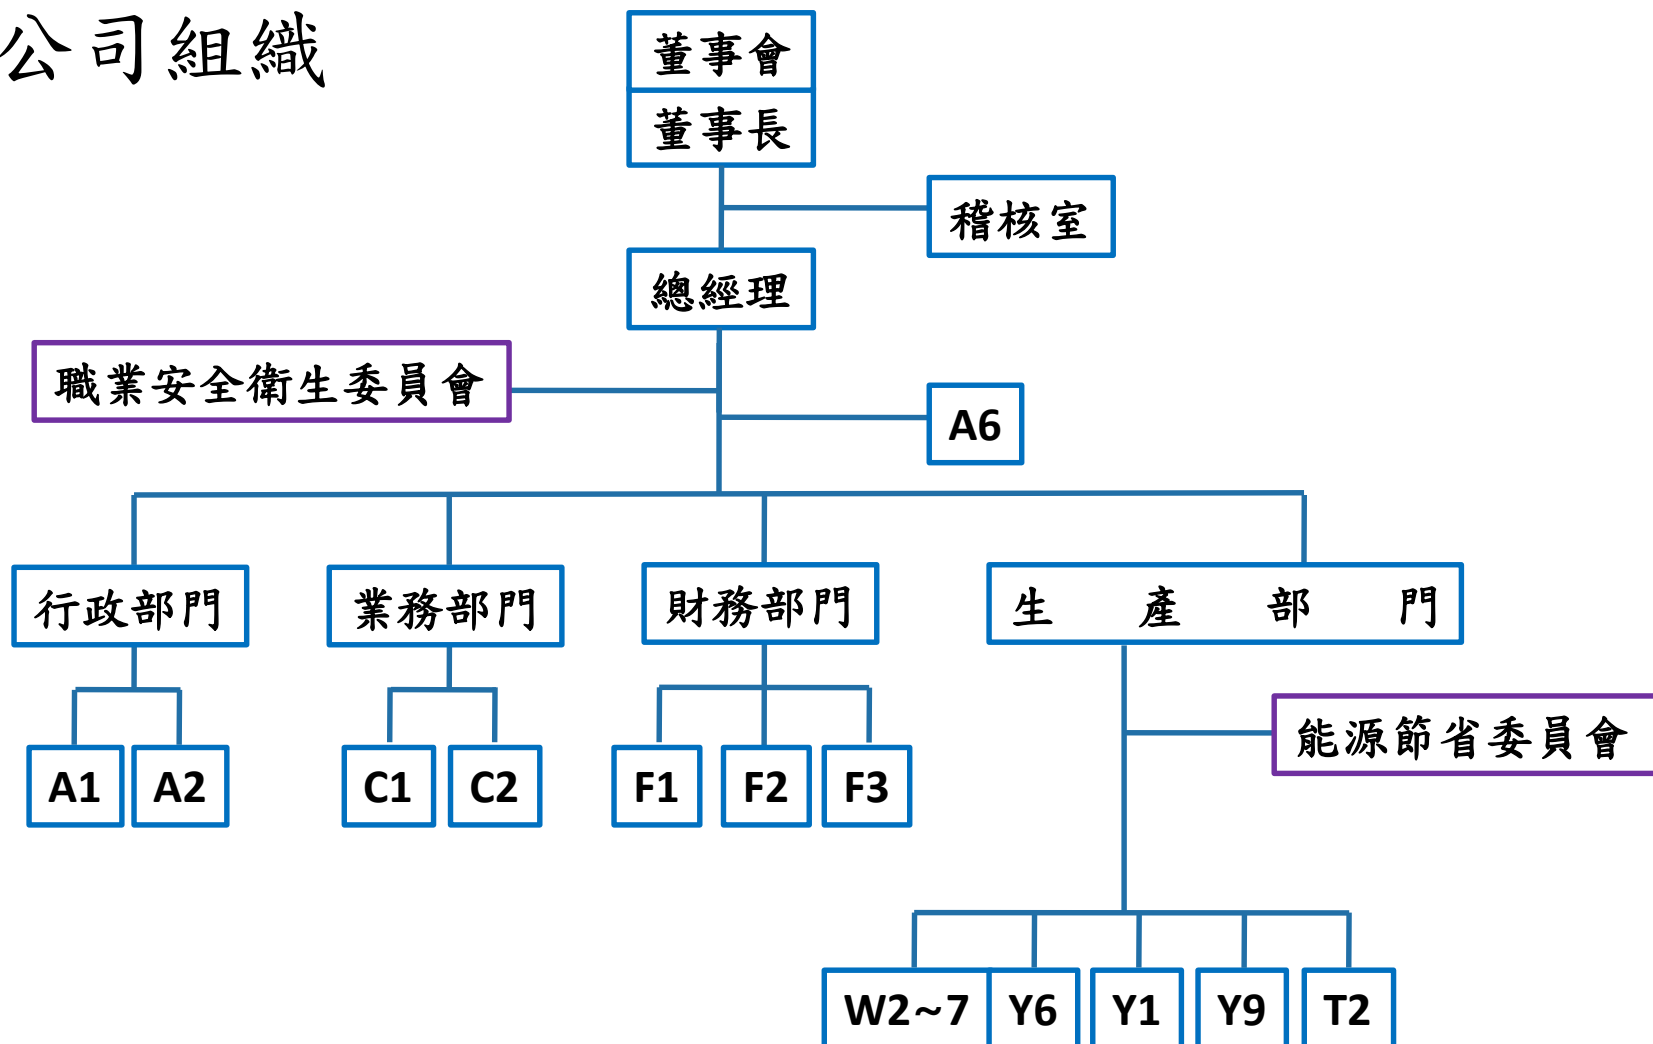 公司組織
董事會
董事長
稽核室
總經理
職業安全衛生委員會
A6
行政部門
業務部門
財務部門
生產部門
能源節省委員會
A1
A2
C1
C2
F1
F2
F3
W2~7
Y6
Y1
Y9
T2